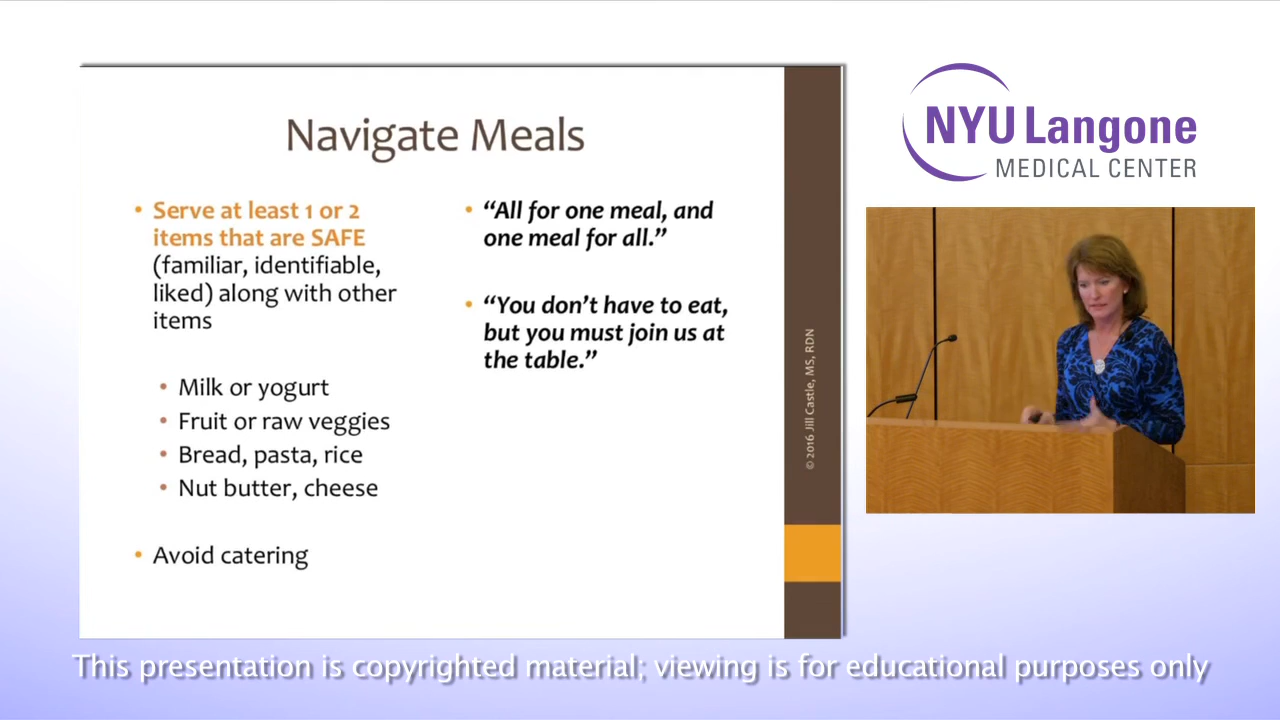 Navigate Meals
• Serve at least 1 or 2
items that are SAFE
(familiar, identifiable,
liked) along with other
items
• Milk or yogurt
• Fruit or raw veggies
• Bread, pasta, rice
• Nut butter, cheese
• Avoid catering
• “All for one meal, and
one meal for all.”
• “You don’t have to eat,
but you must join us at
the table.”
© 2016 Jill Castle, MS, RDN
NYU Langone
MEDICAL CENTER
This presentation is copyrighted material; viewing is for educational purposes only